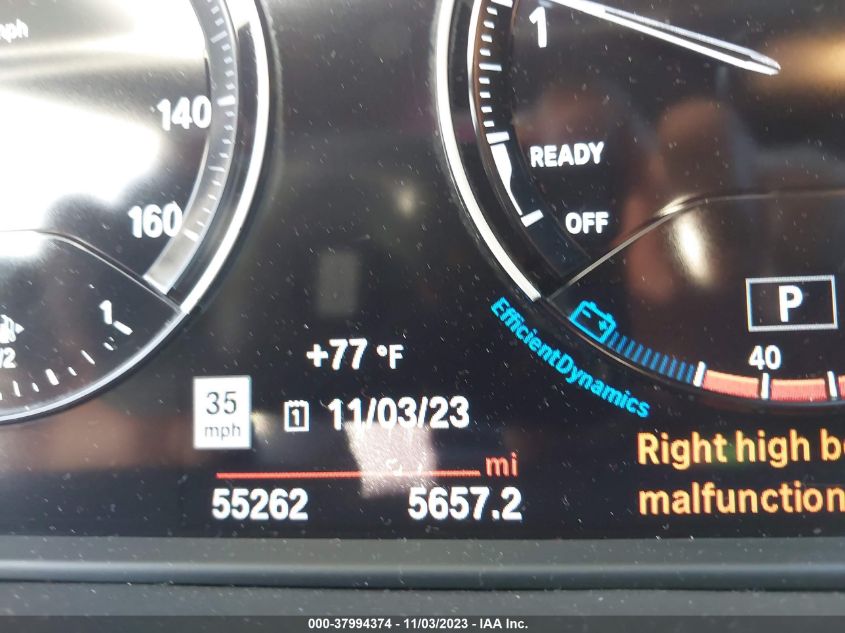 mph
1
140
READY
160
OFF
1
P
/2
EfficientDynamics
+77 °F
40
35
mph
1
11/03/23
Right high
mi
55262
5657.2
malfunction
000-37994374 - 11/03/2023 - IAA Inc.